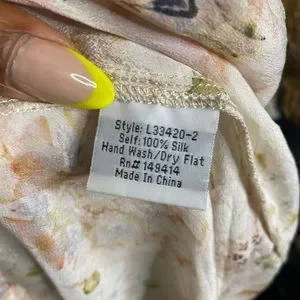 Style: L33420-2
Self: 100% Silk
Hand Wash/Dry Flat
Rn# 149414
Made In China